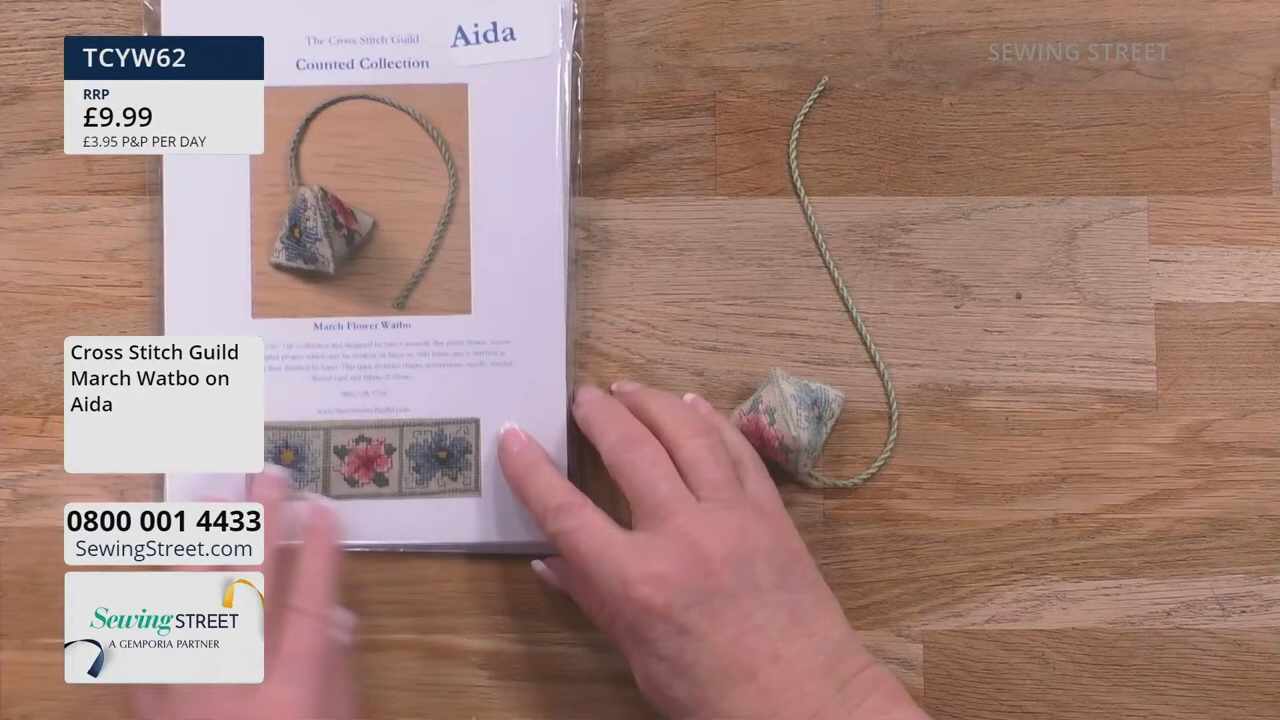 TCYW62
RRP
£9.99
£3.95 P&P PER DAY
Cross Stitch Guild
March Watbo on
Aida
0800 001 4433
SewingStreet.com
Sewing STREET
A GEMPORIA PARTNER
The Cross Stitch Guild
Aida
Counted Collection
March Flower Watbo
SEWING STREET